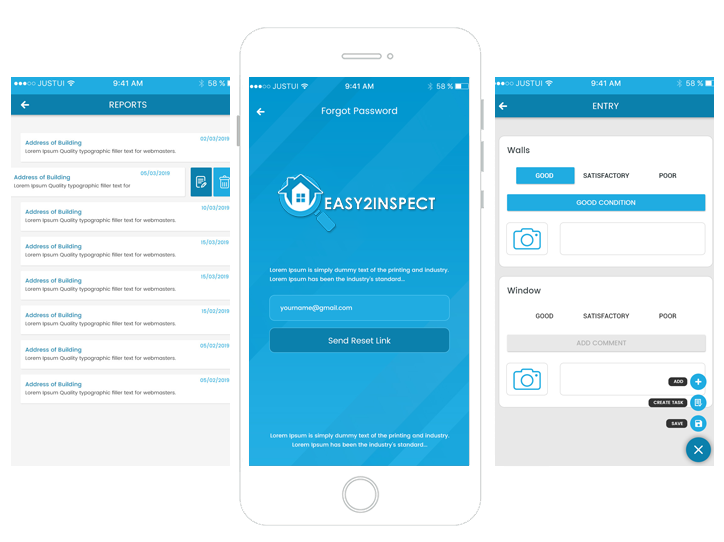 JUSTUI
9:41 AM
58 %
REPORTS
02/03/2019
Address of Building
Lorem Ipsum Quality typographic filler text for webmasters.
05/03/2019
Address of Building
Lorem Ipsum Quality typographic filler text for
10/03/2019
Address of Building
Lorem Ipsum Quality typographic filler text for webmasters.
15/03/2019
Address of Building
Lorem Ipsum Quality typographic filler text for webmasters.
15/03/2019
Address of Building
Lorem Ipsum Quality typographic filler text for webmasters.
15/03/2019
Address of Building
Lorem Ipsum Quality typographic filler text for webmasters.
05/02/2019
Address of Building
Lorem Ipsum Quality typographic filler text for webmasters.
05/03/2019
Address of Building
Lorem Ipsum Quality typographic filler text for webmasters.
JUSTUI
9:41 AM
58 %
Forgot Password
EASY2INSPECT
Lorem Ipsum is simply dummy text of the printing and industry.
Lorem Ipsum has been the industry's standard...
yourname@gmail.com
Send Reset Link
Lorem Ipsum is simply dummy text of the printing and industry.
Lorem Ipsum has been the industry's standard...
JUSTUI
9:41 AM
58 %
ENTRY
Walls
GOOD SATISFACTORY POOR
GOOD CONDITION
Window
GOOD SATISFACTORY POOR
ADD COMMENT
ADD
CREATE TASK
SAVE